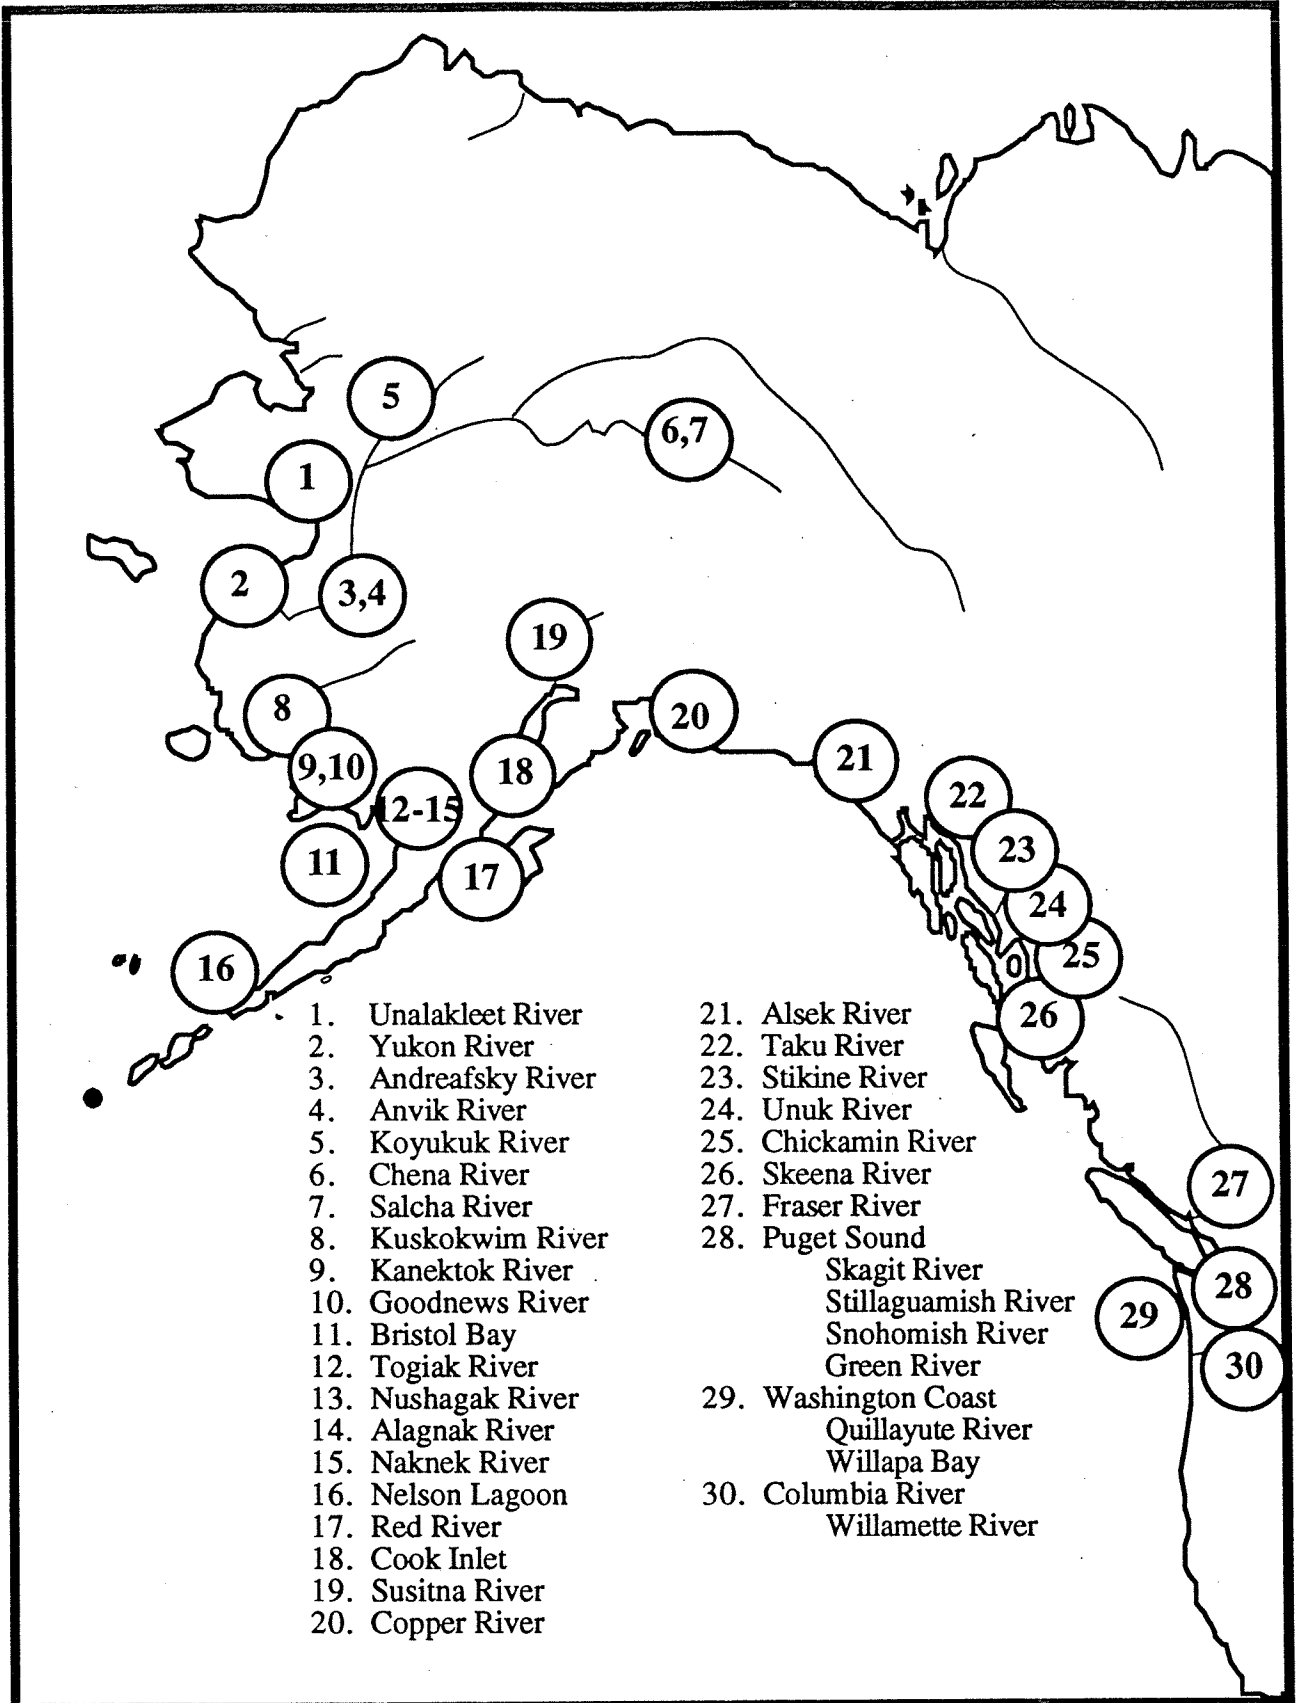 5
6,7
1
2
3,4
19
8
20
9,10
18
21
12-15
22
11
23
17
24
25
16
26
27
28
29
30
1. Unalakleet River
2. Yukon River
3. Andreafsky River
4. Anvik River
5. Koyukuk River
6. Chena River
7. Salcha River
8. Kuskokwim River
9. Kanektok River
10. Goodnews River
11. Bristol Bay
12. Togiak River
13. Nushagak River
14. Alagnak River
15. Naknek River
16. Nelson Lagoon
17. Red River
18. Cook Inlet
19. Susitna River
20. Copper River
21. Alsek River
22. Taku River
23. Stikine River
24. Unuk River
25. Chickamin River
26. Skeena River
27. Fraser River
28. Puget Sound
Skagit River
Stillaguamish River
Snohomish River
Green River
29. Washington Coast
Quillayute River
Willapa Bay
30. Columbia River
Willamette River